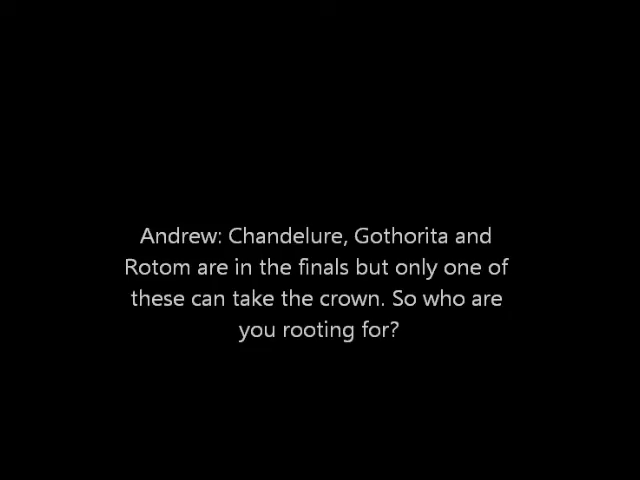 Andrew: Chandelure, Gothorita and
Rotom are in the finals but only one of
these can take the crown. So who are
you rooting for?